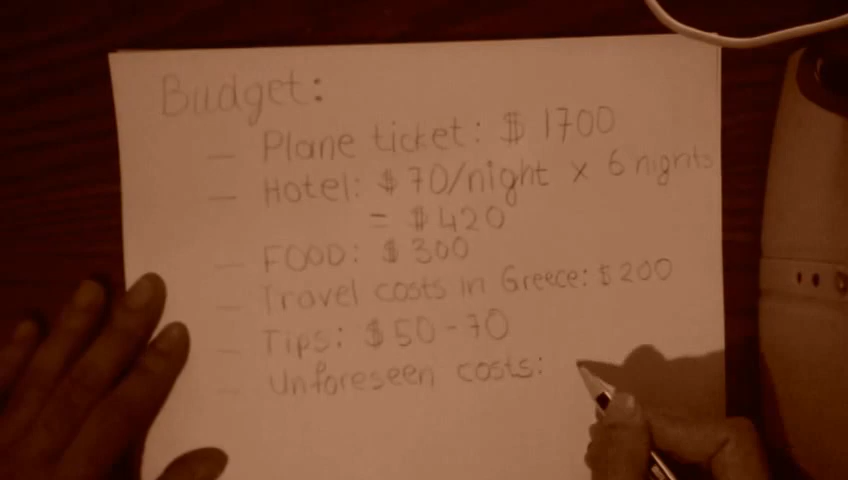 Budget:
— Plane ticket: $ 1700
— Hotel: $ 70/night x 6 nights
= $ 420
— FOOD: $ 300
— Travel costs in Greece: $ 200
— Tips: $ 50-70
— Unforeseen costs: